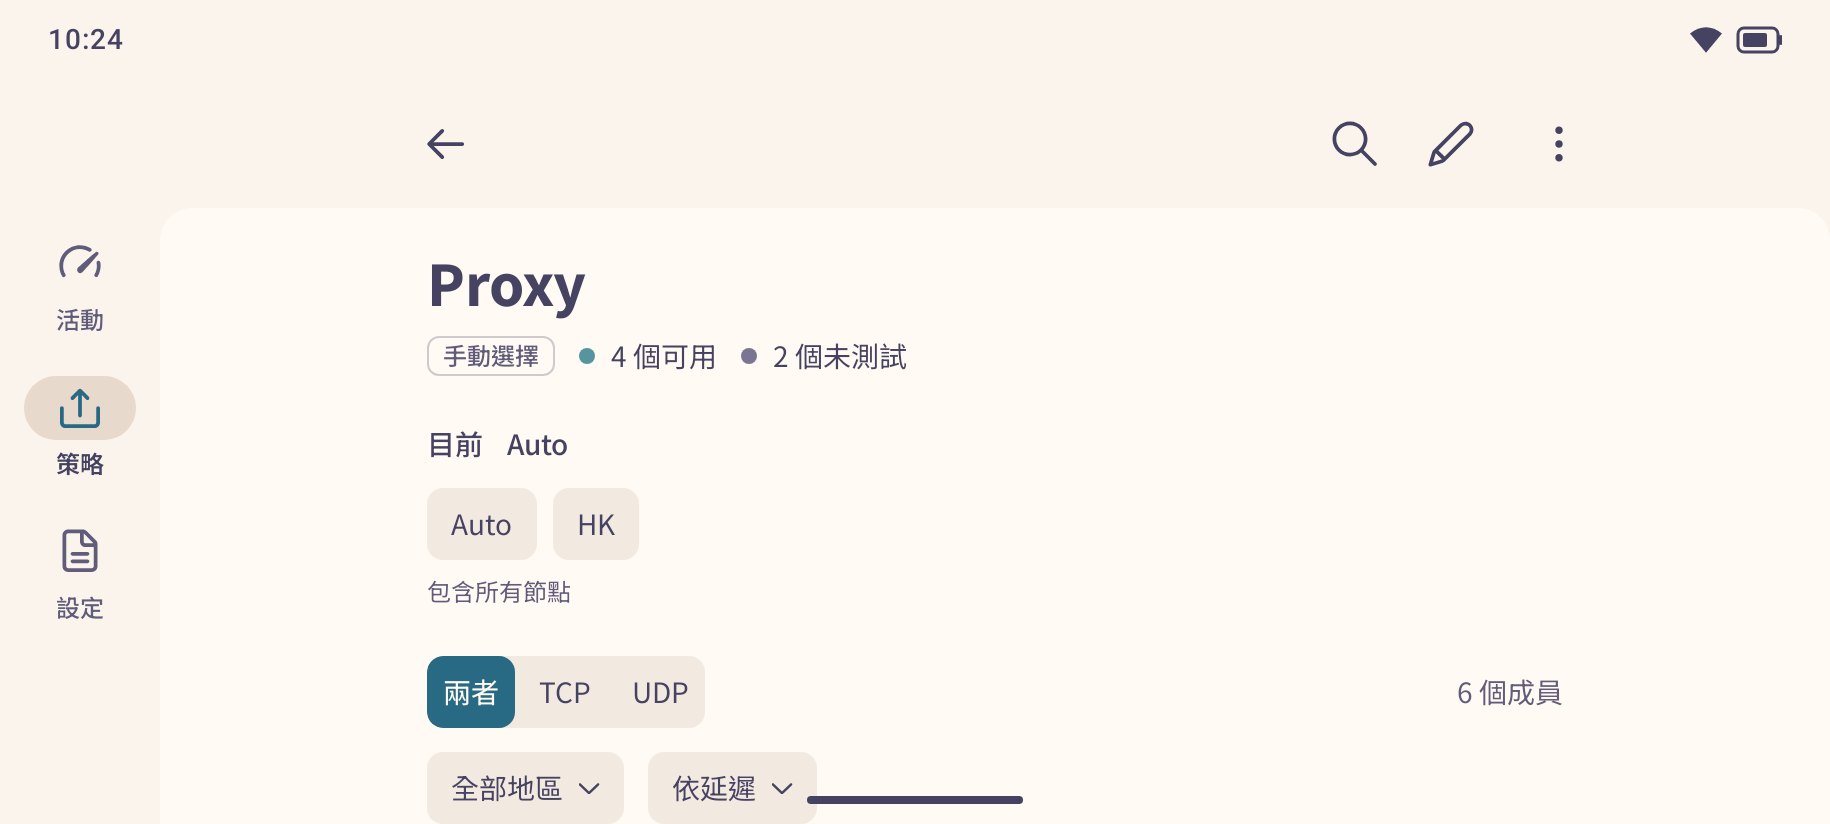 10:24
Proxy
手動選擇 4 個可用 2 個未測試
目前 Auto
Auto HK
包含所有節點
兩者 TCP UDP 6 個成員
全部地區 依延遲
活動
策略
設定